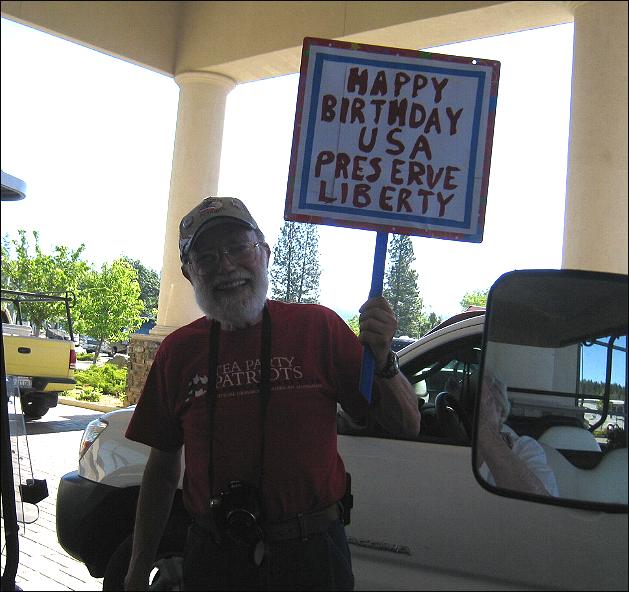 HAPPY
BIRTHDAY
USA
PRESERVE
LIBERTY
TEA PARTY
PATRIOTS